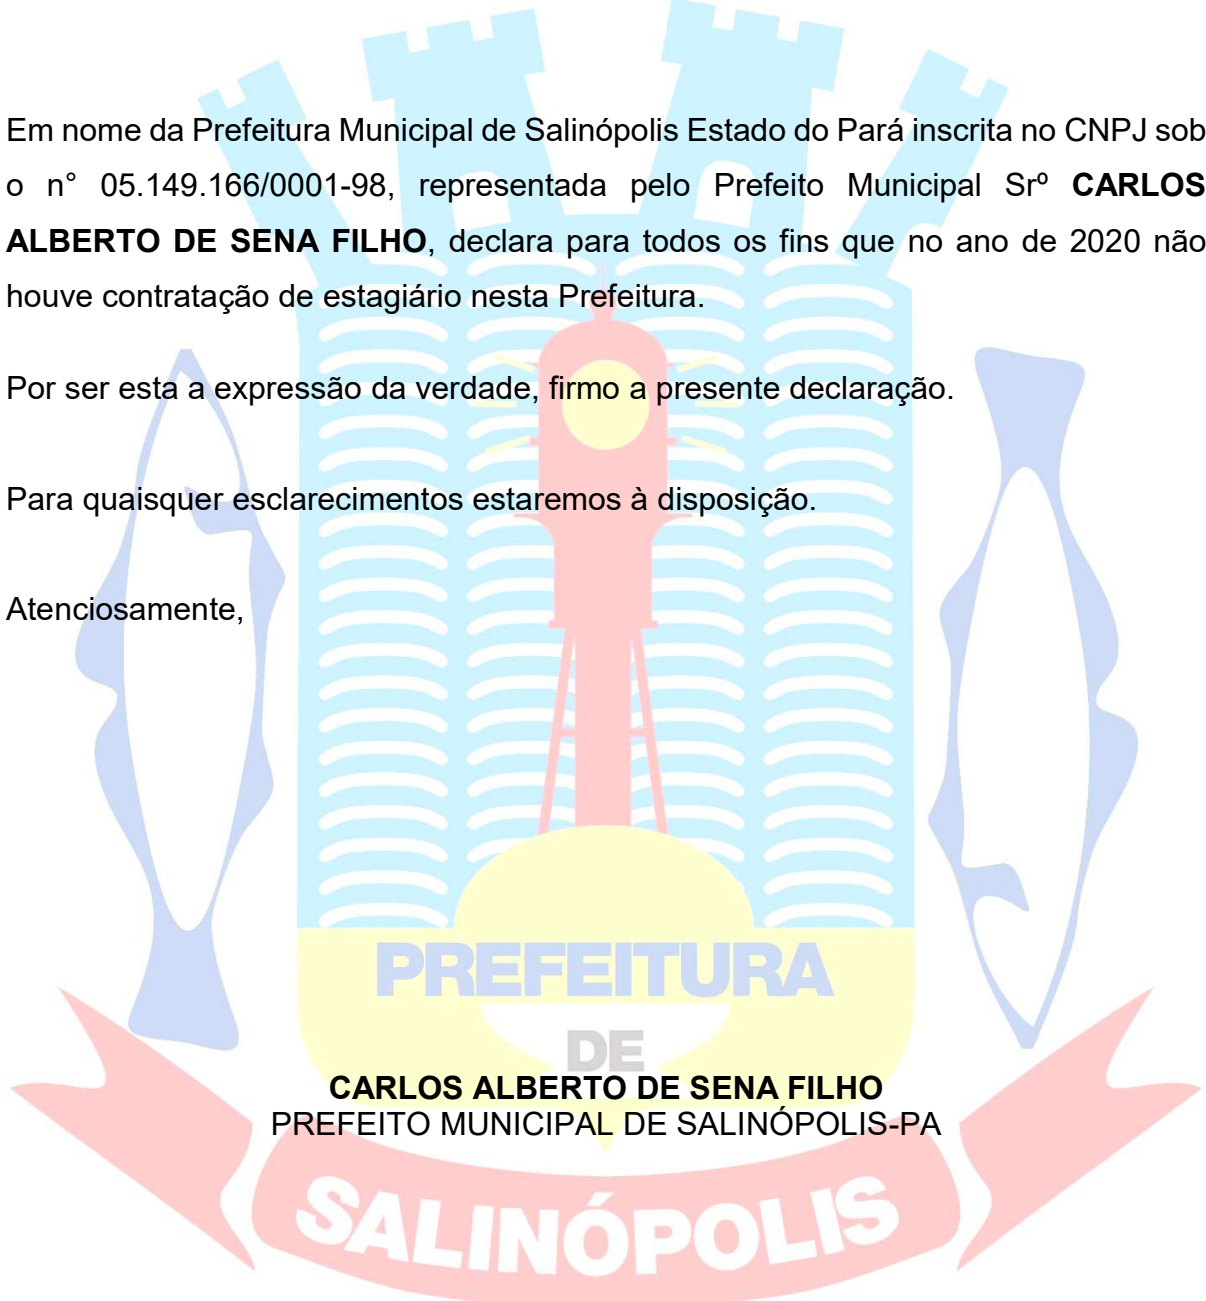 Em nome da Prefeitura Municipal de Salinópolis Estado do Pará inscrita no CNPJ sob
o n° 05.149.166/0001-98, representada pelo Prefeito Municipal Srº CARLOS
ALBERTO DE SENA FILHO, declara para todos os fins que no ano de 2020 não
houve contratação de estagiário nesta Prefeitura.
Por ser esta a expressão da verdade, firmo a presente declaração.
Para quaisquer esclarecimentos estaremos à disposição.
Atenciosamente,
PREFEITURA
DE
CARLOS ALBERTO DE SENA FILHO
PREFEITO MUNICIPAL DE SALINÓPOLIS-PA
SALINÓPOLIS